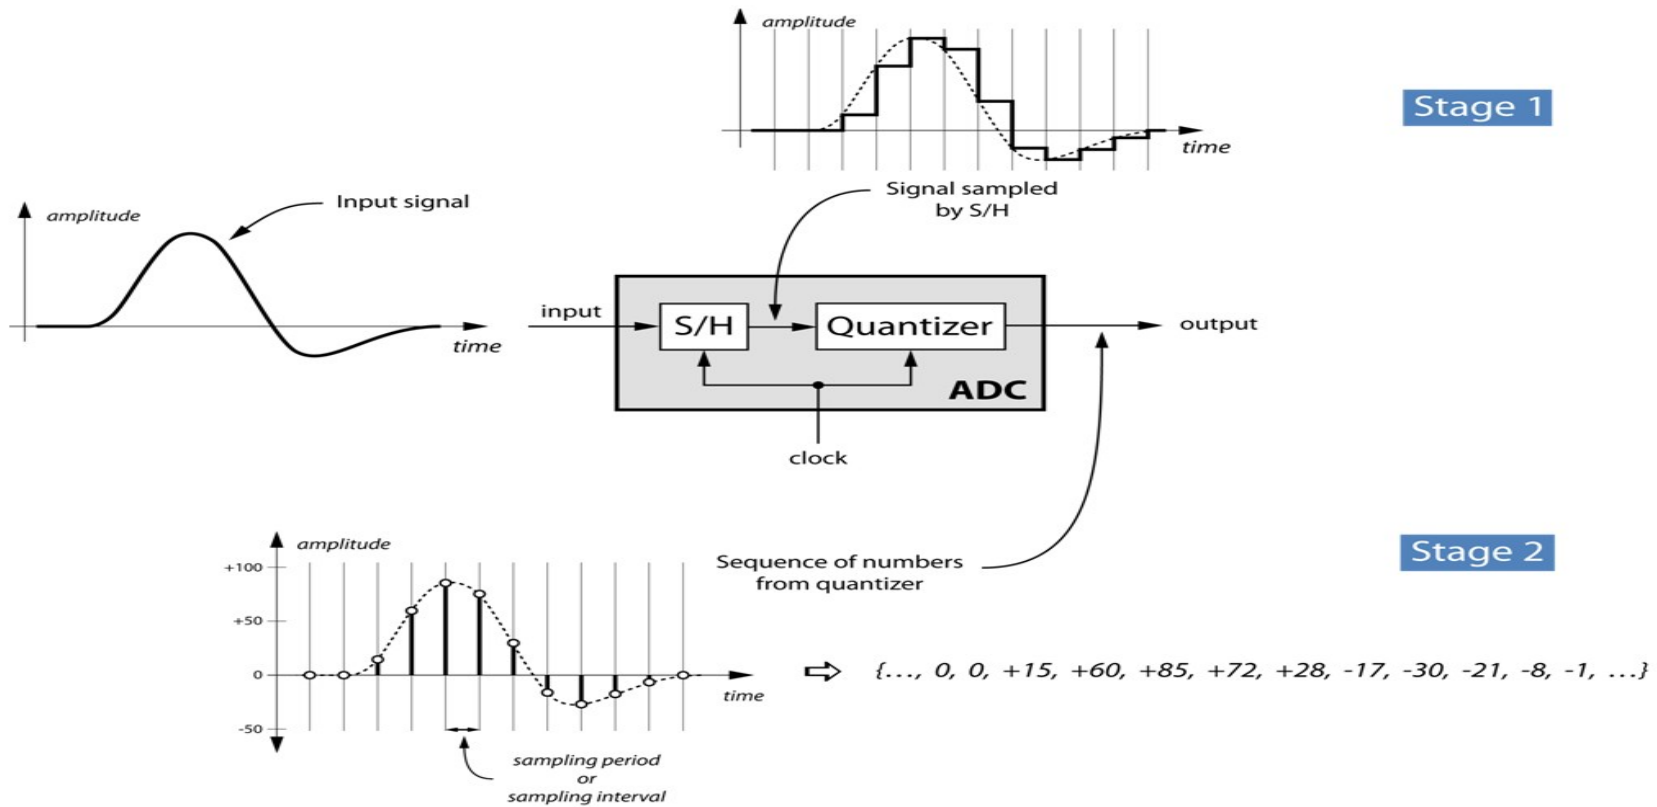 amplitude
Stage 1
time
Signal sampled
by S/H
Input signal
amplitude
time
input
S/H
Quantizer
output
ADC
clock
Stage 2
amplitude
+100
+50
0
-50
time
Sequence of numbers
from quantizer
{..., 0, 0, +15, +60, +85, +72, +28, -17, -30, -21, -8, -1, ...}
sampling period
or
sampling interval